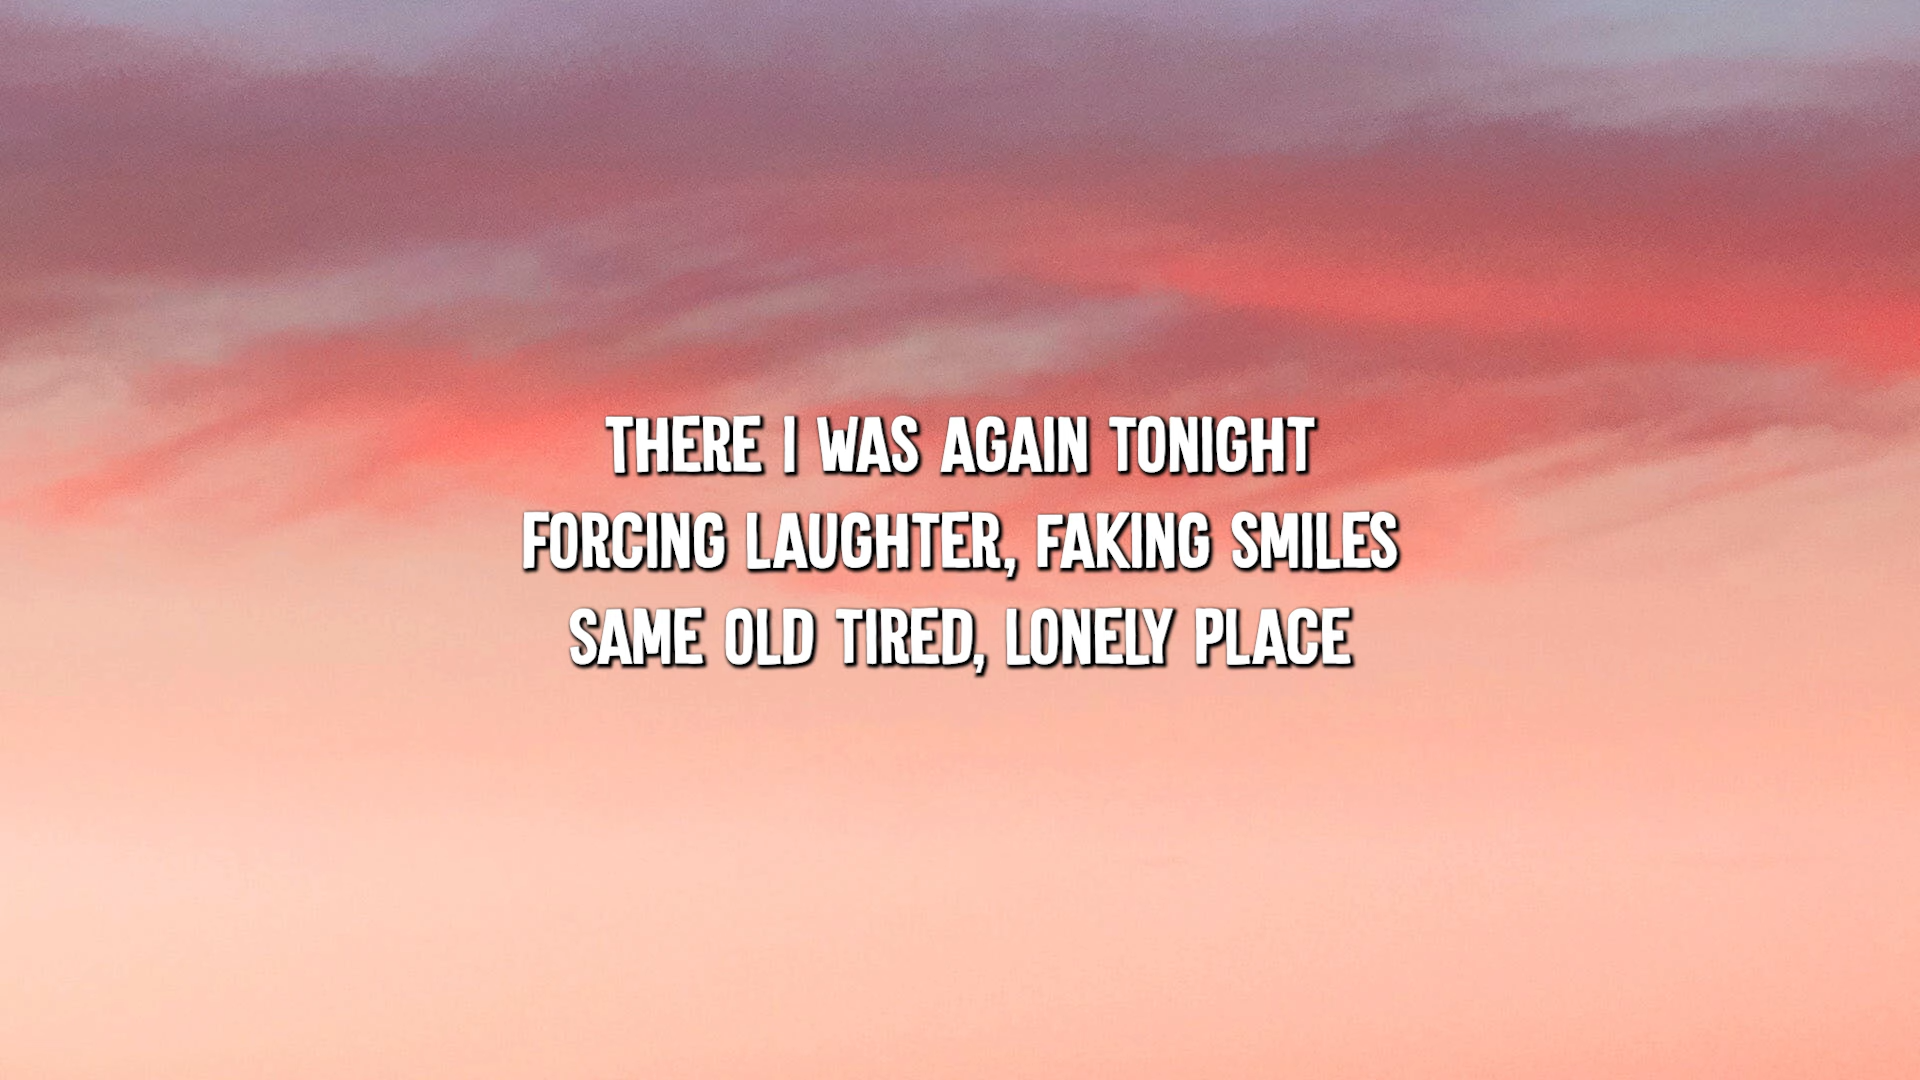 THERE I WAS AGAIN TONIGHT
FORCING LAUGHTER, FAKING SMILES
SAME OLD TIRED, LONELY PLACE